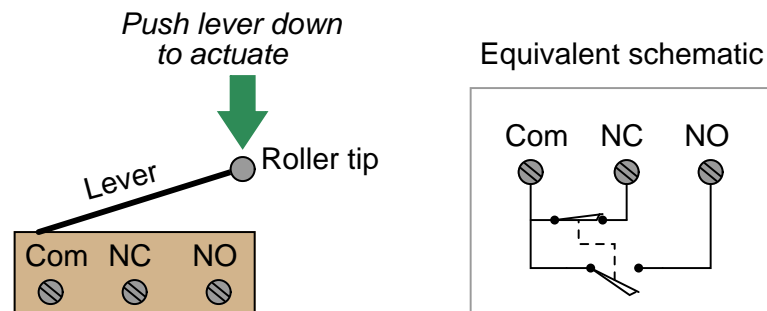 Push lever down
to actuate
Lever
Roller tip
Com NC NO
Equivalent schematic
Com NC NO